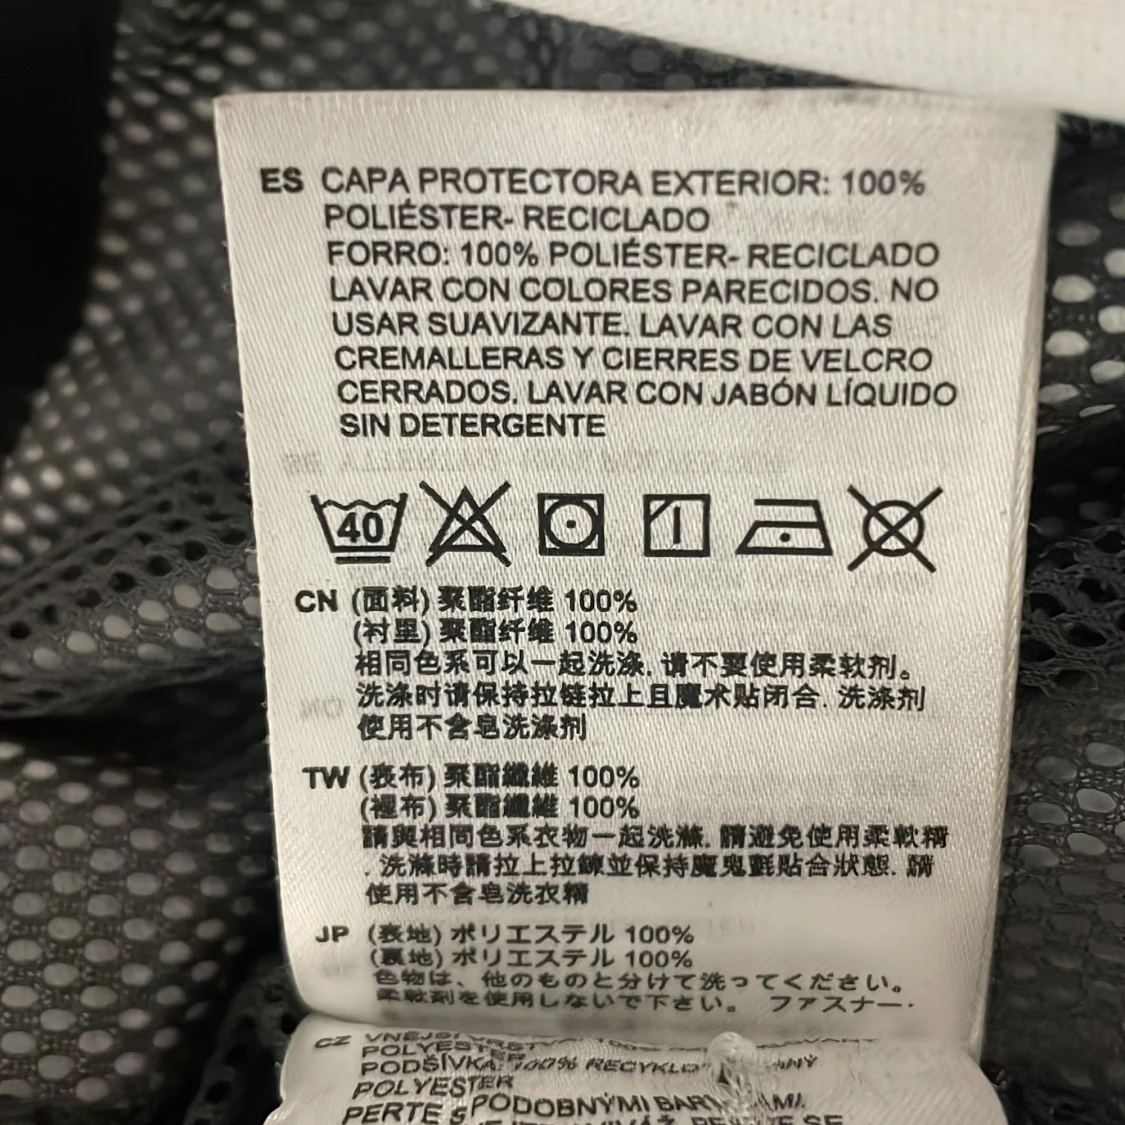 ES CAPA PROTECTORA EXTERIOR: 100%
POLIÉSTER- RECICLADO
FORRO: 100% POLIÉSTER- RECICLADO
LAVAR CON COLORES PARECIDOS. NO
USAR SUAVIZANTE. LAVAR CON LAS
CREMALLERAS Y CIERRES DE VELCRO
CERRADOS. LAVAR CON JABÓN LÍQUIDO
SIN DETERGENTE
40
CN (面料) 聚酯纤维 100%
(衬里) 聚酯纤维 100%
相同色系可以一起洗涤. 请不要使用柔软剂。
洗涤时请保持拉链拉上且魔术贴闭合. 洗涤剂
使用不含皂洗涤剂
TW (表布) 聚酯纖維 100%
(裡布) 聚酯纖維 100%
請與相同色系衣物一起洗滌. 請避免使用柔軟精
. 洗滌時請拉上拉鍊並保持魔鬼氈貼合狀態. 請
使用不含皂洗衣精
JP (表地) ポリエステル 100%
(裏地) ポリエステル 100%
色物は、他のものと分けて洗ってください。
柔軟剤を使用しないで下さい。 ファスナー·
CZ
POLYESTER
PODŠÍVKA: 100%
POLYESTER
PODOBNÝMI